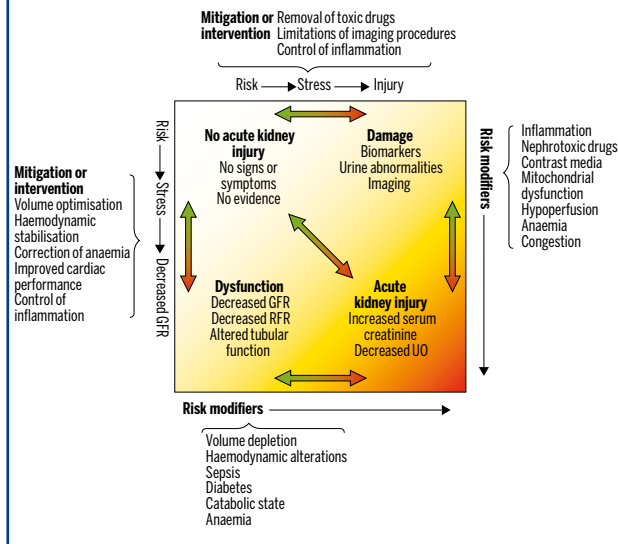 Mitigation or
intervention
Removal of toxic drugs
Limitations of imaging procedures
Control of inflammation
Risk Stress Injury
Mitigation or
intervention
Volume optimisation
Haemodynamic
stabilisation
Correction of anaemia
Improved cardiac
performance
Control of
inflammation
Risk Stress Decreased GFR
No acute kidney
injury
No signs or
symptoms
No evidence
Damage
Biomarkers
Urine abnormalities
Imaging
Dysfunction
Decreased GFR
Decreased RFR
Altered tubular
function
Acute
kidney injury
Increased serum
creatinine
Decreased UO
Risk modifiers
Inflammation
Nephrotoxic drugs
Contrast media
Mitochondrial
dysfunction
Hypoperfusion
Anaemia
Congestion
Risk modifiers
Volume depletion
Haemodynamic alterations
Sepsis
Diabetes
Catabolic state
Anaemia